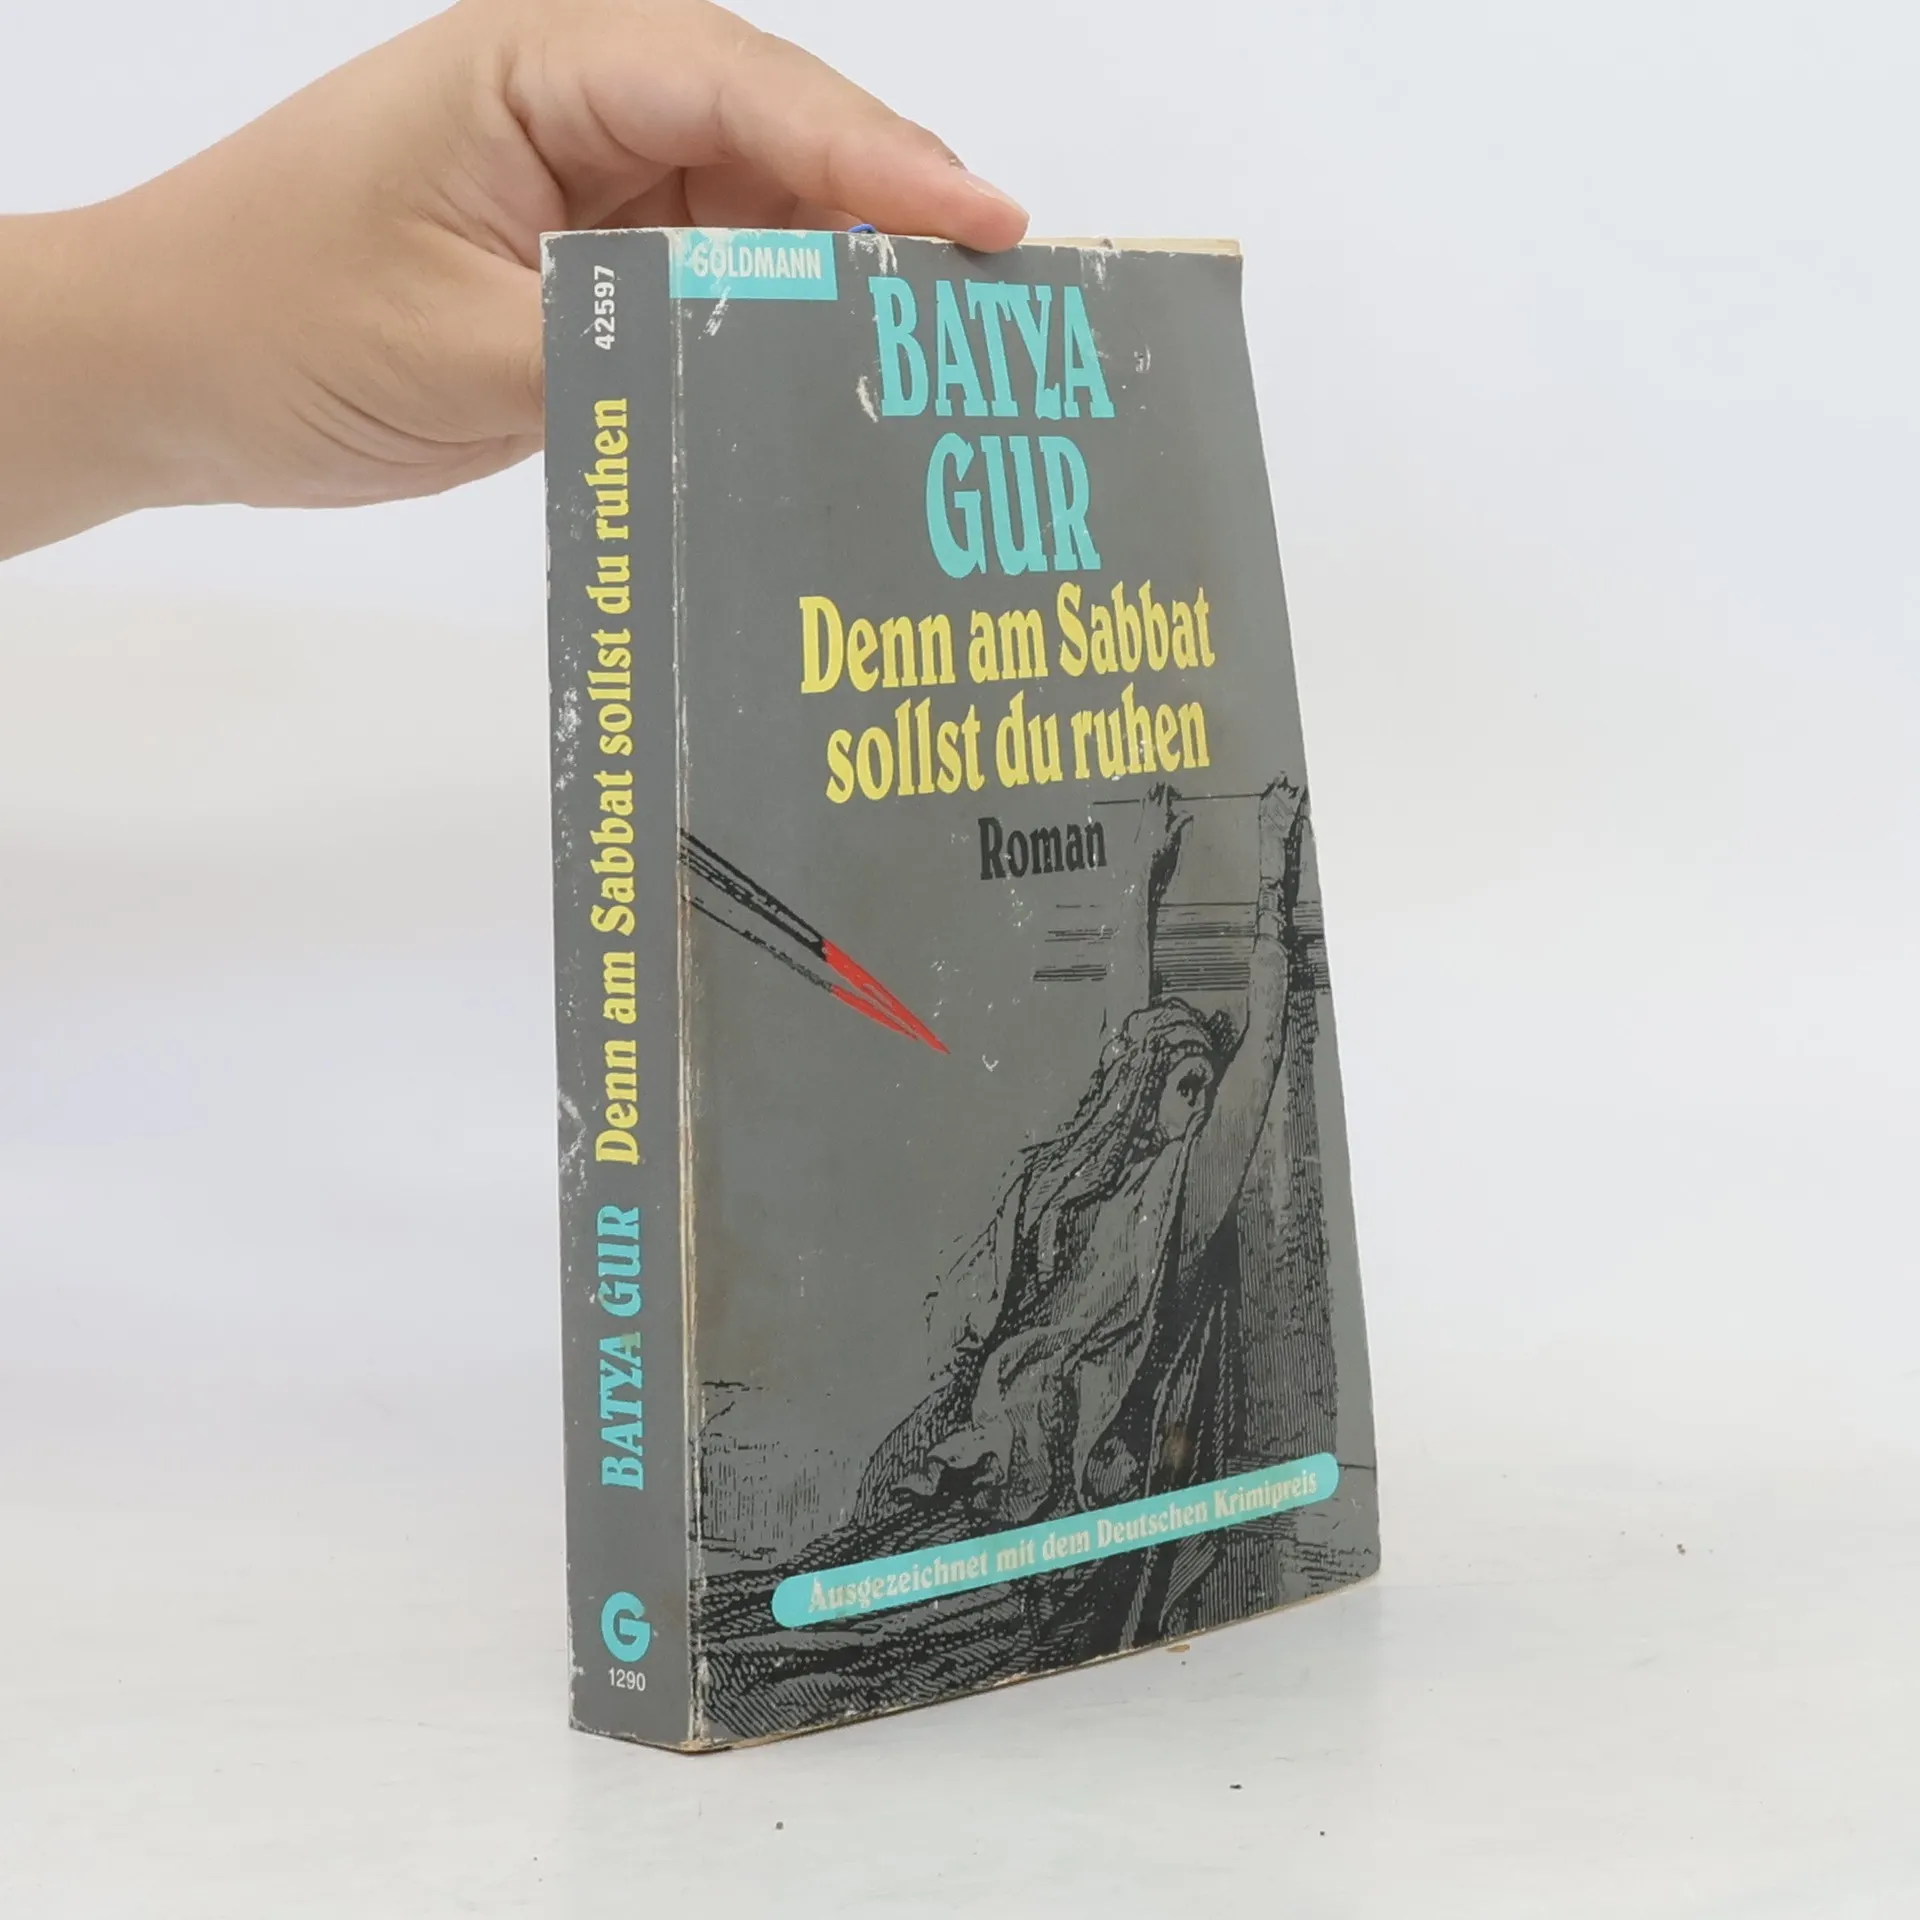 GOLDMANN
BATYA
GUR
Denn am Sabbat
sollst du ruhen
Roman
Ausgezeichnet mit dem Deutschen Krimipreis
42597
BATYA GUR Denn am Sabbat sollst du ruhen
G
1290